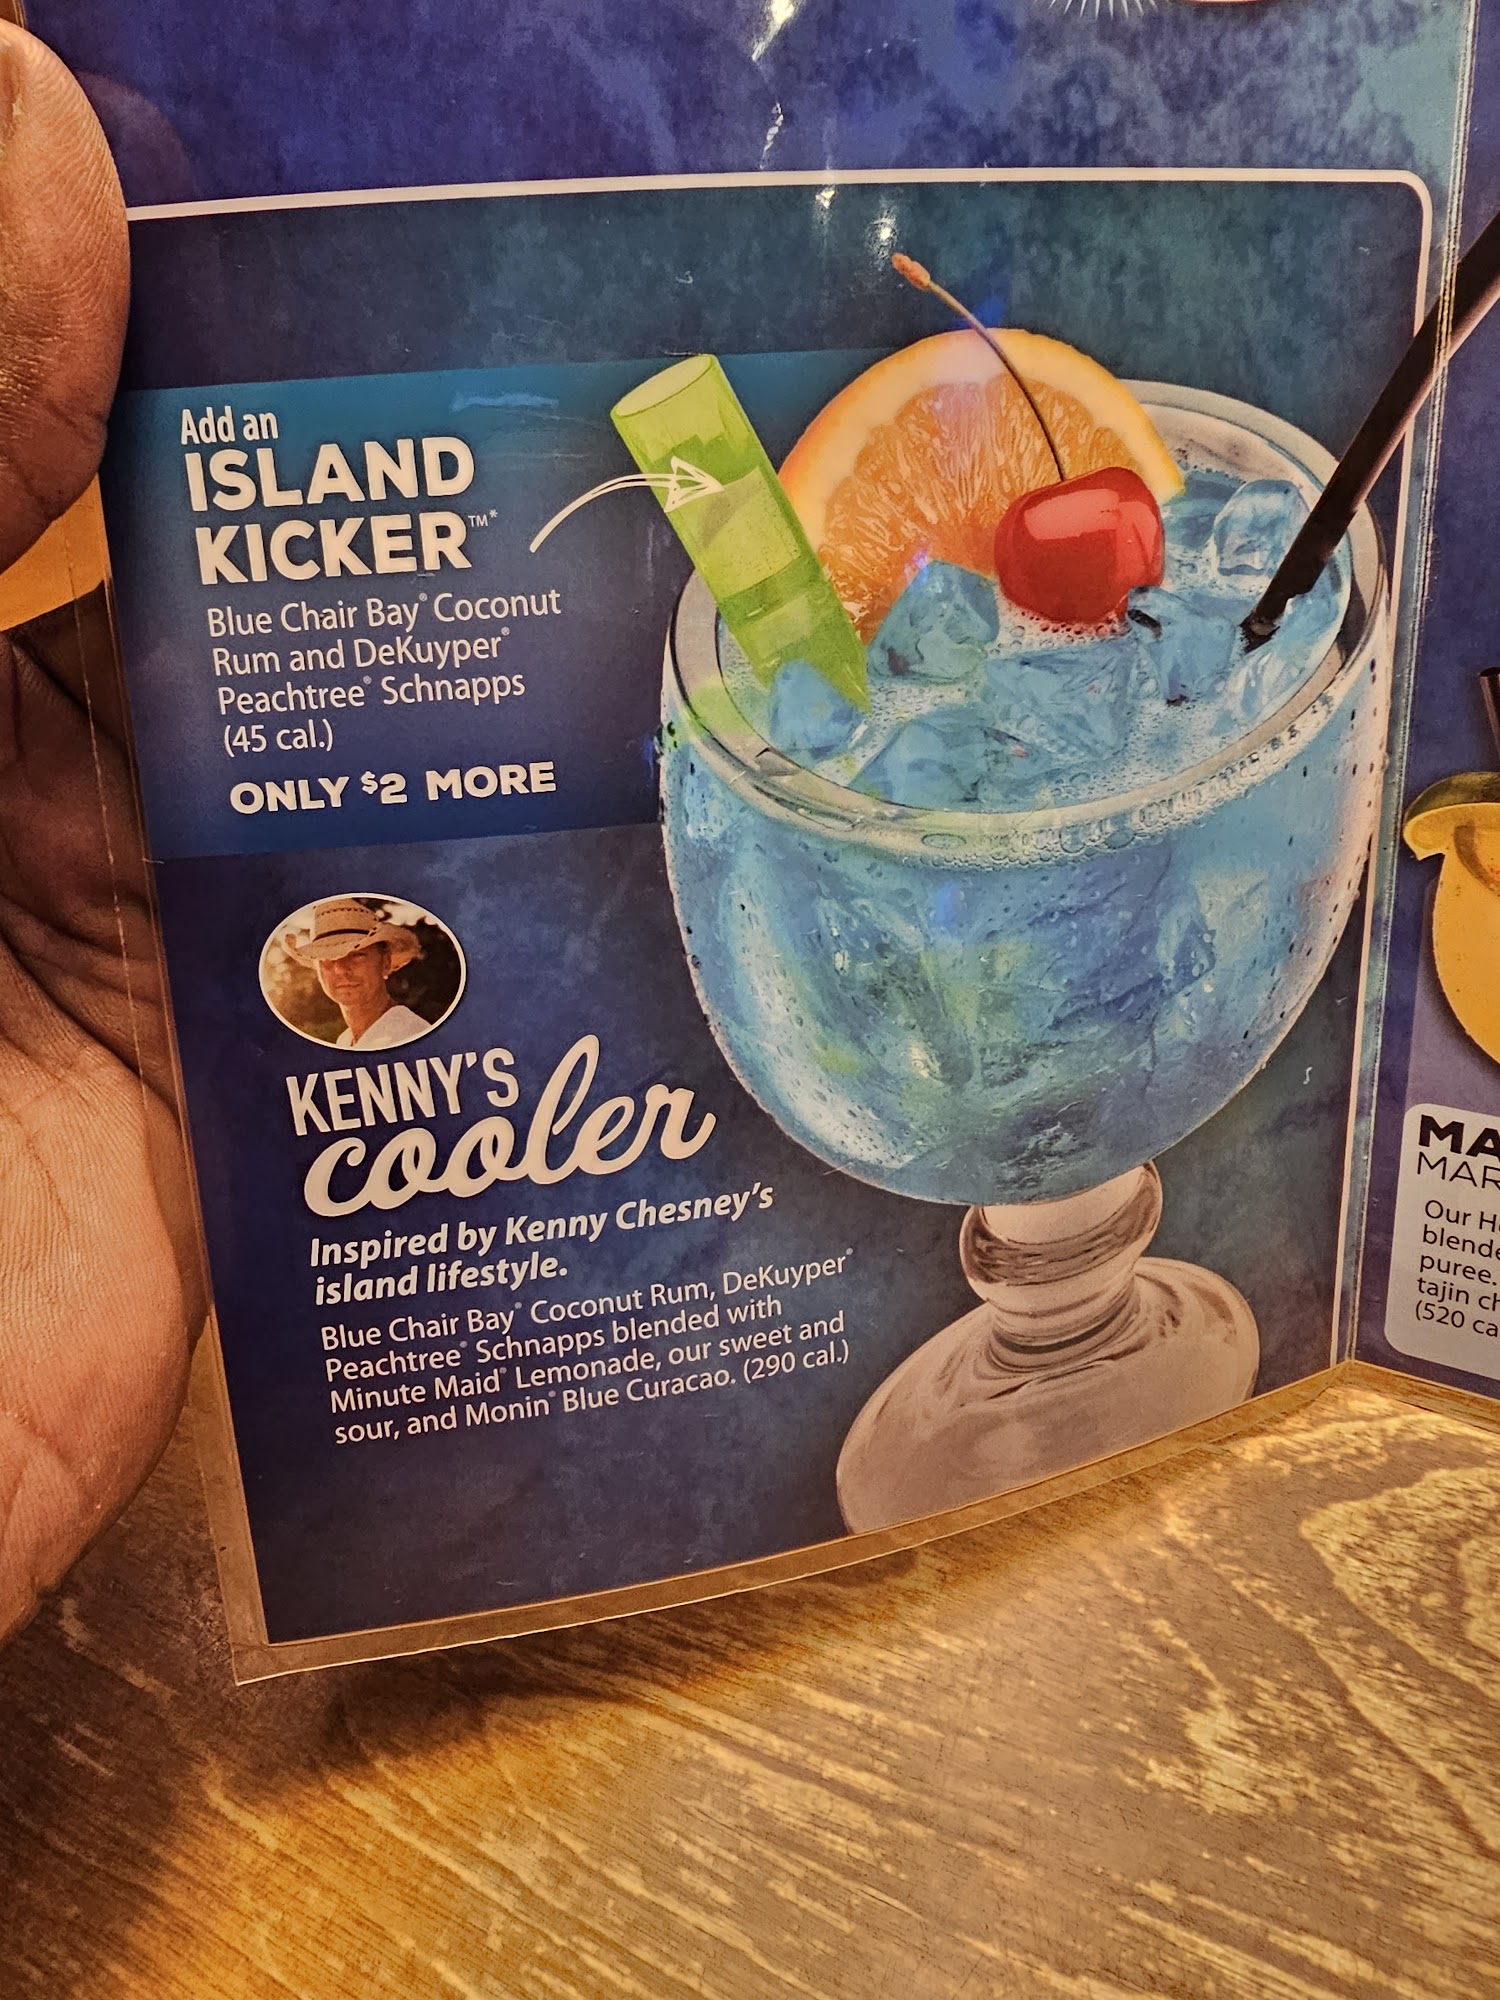 Add an
ISLAND
KICKER™*
Blue Chair Bay® Coconut
Rum and DeKuyper®
Peachtree® Schnapps
(45 cal.)
ONLY $2 MORE
KENNY'S
cooler
Inspired by Kenny Chesney's
island lifestyle.
Blue Chair Bay® Coconut Rum, DeKuyper®
Peachtree® Schnapps blended with
Minute Maid® Lemonade, our sweet and
sour, and Monin® Blue Curacao. (290 cal.)
MA
MAR
Our H
blende
puree.
tajin ch
(520 ca